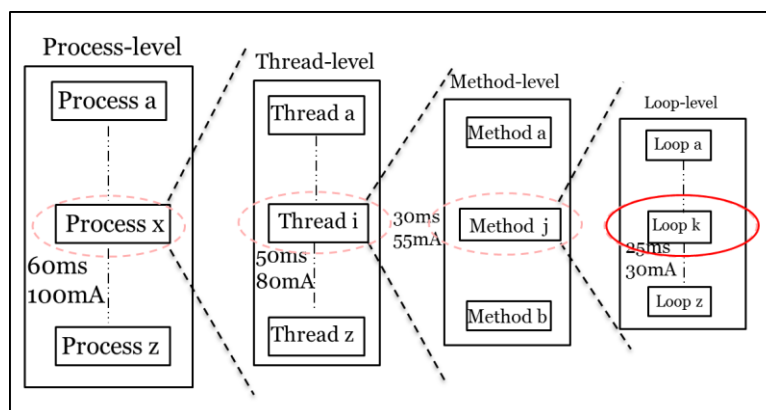 Process-level
Process a
Process x
60ms
100mA
Process z
Thread-level
Thread a
Thread i
50ms
80mA
Thread z
Method-level
Method a
30ms
55mA
Method j
Method b
Loop-level
Loop a
Loop k
25ms
30mA
Loop z